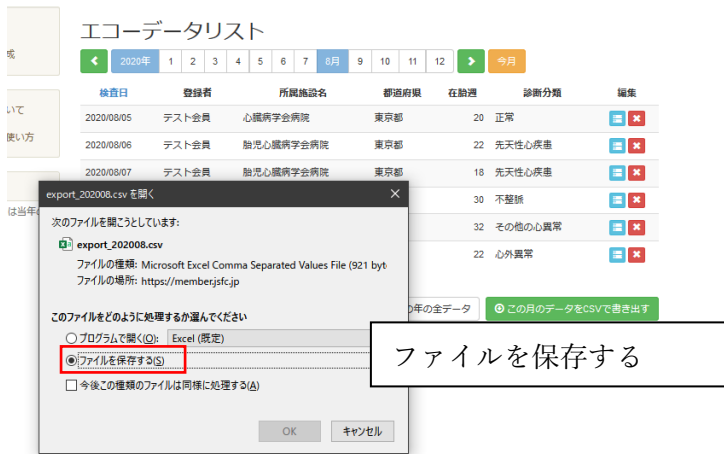 エコーデータリスト
成
2020年 1 2 3 4 5 6 7 8月 9 10 11 12 今月
検査日 登録者 所属施設名 都道府県 在胎週 診断分類 編集
いて
2020/08/05 テスト会員 心臓病学会病院 東京都 20 正常
使い方
2020/08/06 テスト会員 胎児心臓病学会病院 東京都 22 先天性心疾患
2020/08/07 テスト会員 胎児心臓病学会病院 東京都 18 先天性心疾患
export_202008.csv を開く
30 不整脈
は当年
次のファイルを開こうとしています:
32 その他の心異常
export_202008.csv
22 心外異常
ファイルの種類: Microsoft Excel Comma Separated Values File (921 byt
ファイルの場所: https://member.jsfc.jp
の年の全データ この月のデータをCSVで書き出す
このファイルをどのように処理するか選んでください
プログラムで開く(O): Excel (既定)
ファイルを保存する
ファイルを保存する(S)
今後この種類のファイルは同様に処理する(A)
OK キャンセル